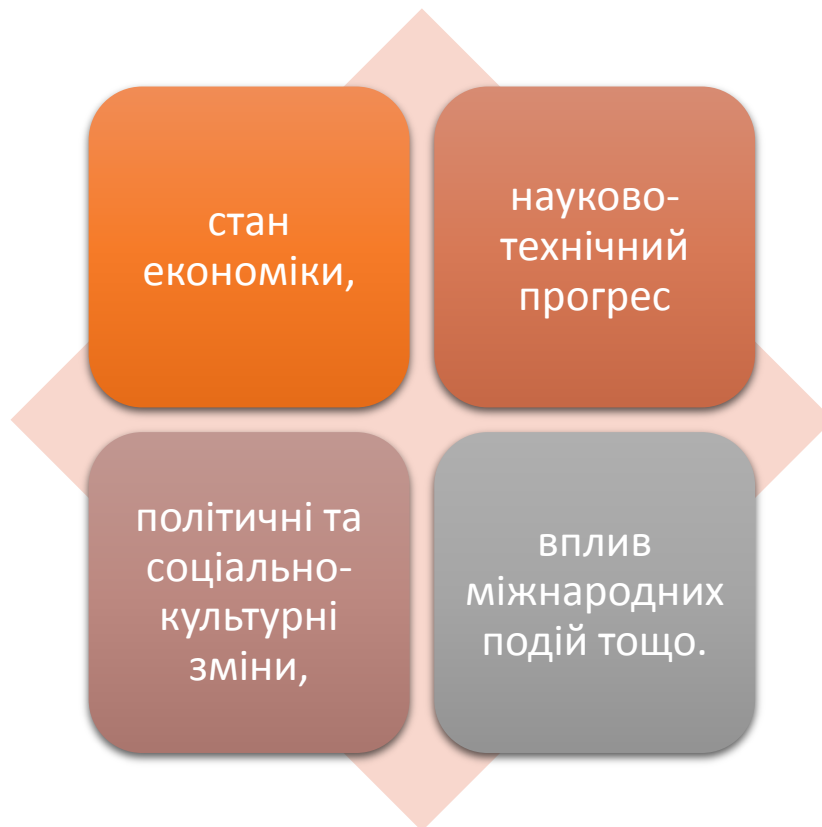 стан
економіки,
науково-
технічний
прогрес
політичні та
соціально-
культурні
зміни,
вплив
міжнародних
подій тощо.